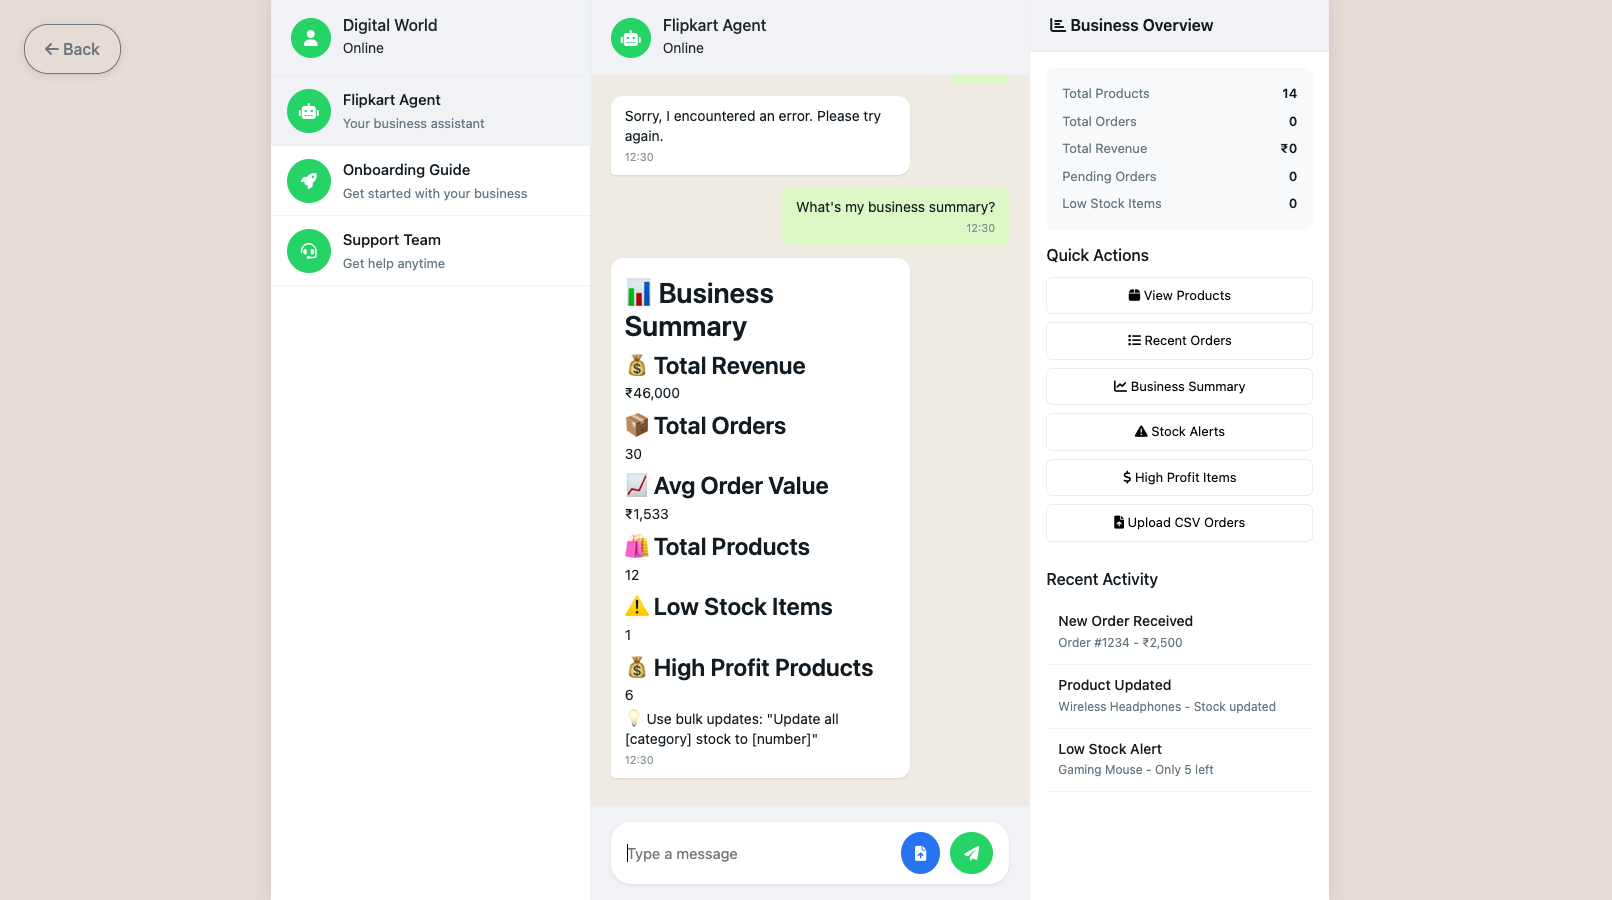 Back
Digital World
Online
Flipkart Agent
Your business assistant
Onboarding Guide
Get started with your business
Support Team
Get help anytime
Flipkart Agent
Online
Sorry, I encountered an error. Please try
again.
12:30
What's my business summary?
12:30
📊 Business
Summary
💰 Total Revenue
₹46,000
📦 Total Orders
30
📈 Avg Order Value
₹1,533
🛍️ Total Products
12
⚠️ Low Stock Items
1
💰 High Profit Products
6
💡 Use bulk updates: "Update all
[category] stock to [number]"
12:30
Type a message
Business Overview
Total Products 14
Total Orders 0
Total Revenue ₹0
Pending Orders 0
Low Stock Items 0
Quick Actions
View Products
Recent Orders
Business Summary
Stock Alerts
High Profit Items
Upload CSV Orders
Recent Activity
New Order Received
Order #1234 - ₹2,500
Product Updated
Wireless Headphones - Stock updated
Low Stock Alert
Gaming Mouse - Only 5 left